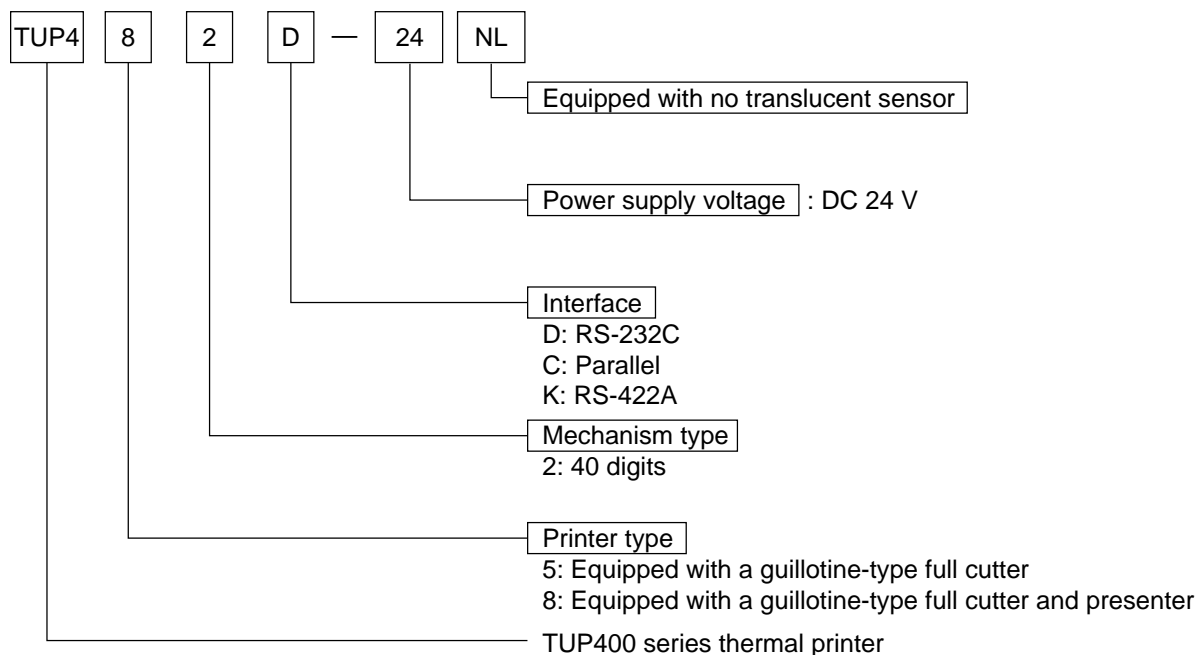 TUP4 8 2 D — 24 NL
Equipped with no translucent sensor
Power supply voltage : DC 24 V
Interface
D: RS-232C
C: Parallel
K: RS-422A
Mechanism type
2: 40 digits
Printer type
5: Equipped with a guillotine-type full cutter
8: Equipped with a guillotine-type full cutter and presenter
TUP400 series thermal printer